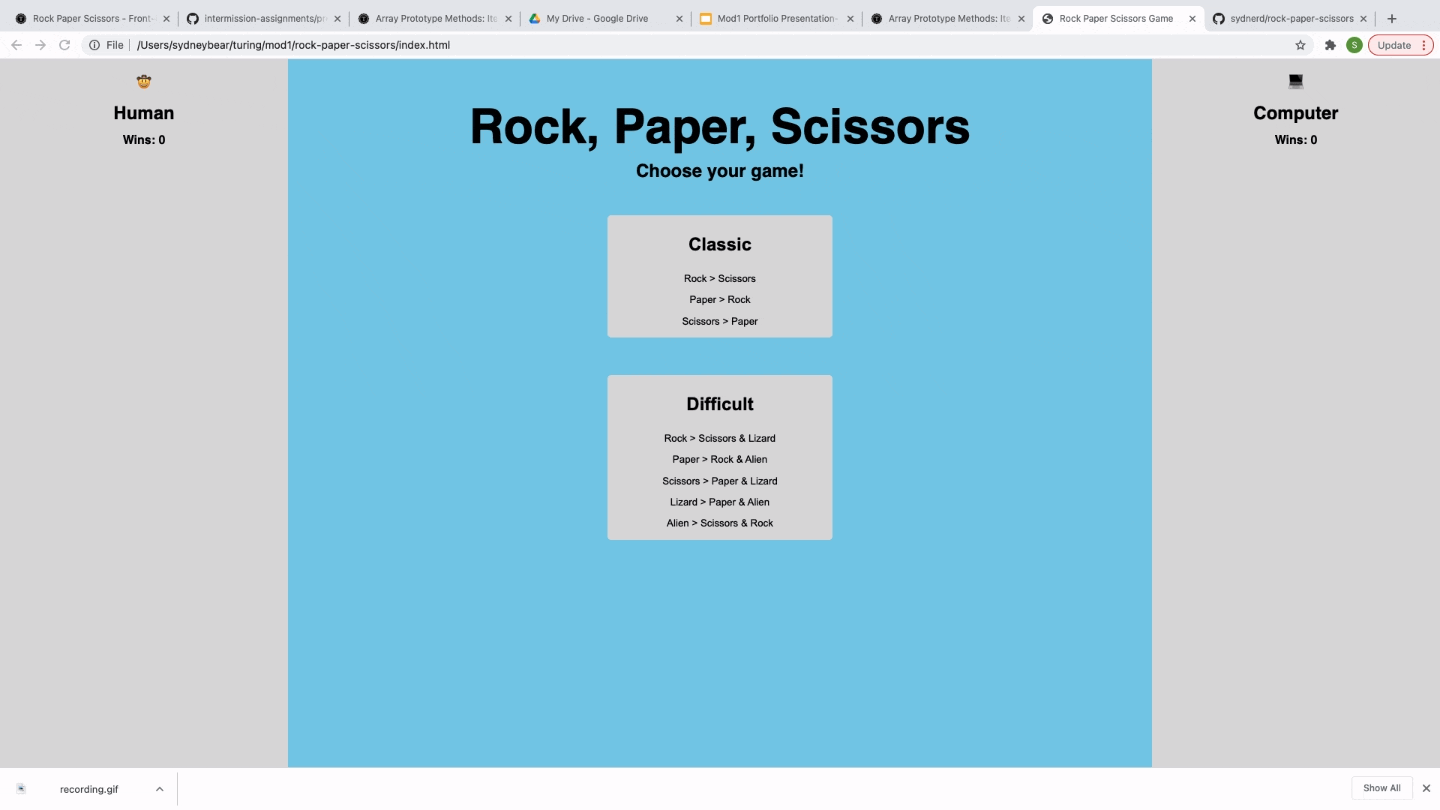 Rock Paper Scissors - Front-
intermission-assignments/pr
Array Prototype Methods: Ite
My Drive - Google Drive
Mod1 Portfolio Presentation-
Array Prototype Methods: Ite
Rock Paper Scissors Game
sydnerd/rock-paper-scissors
File
/Users/sydneybear/turing/mod1/rock-paper-scissors/index.html
S
Update
Human
Wins: 0
Rock, Paper, Scissors
Choose your game!
Classic
Rock > Scissors
Paper > Rock
Scissors > Paper
Difficult
Rock > Scissors & Lizard
Paper > Rock & Alien
Scissors > Paper & Lizard
Lizard > Paper & Alien
Alien > Scissors & Rock
Computer
Wins: 0
recording.gif
Show All